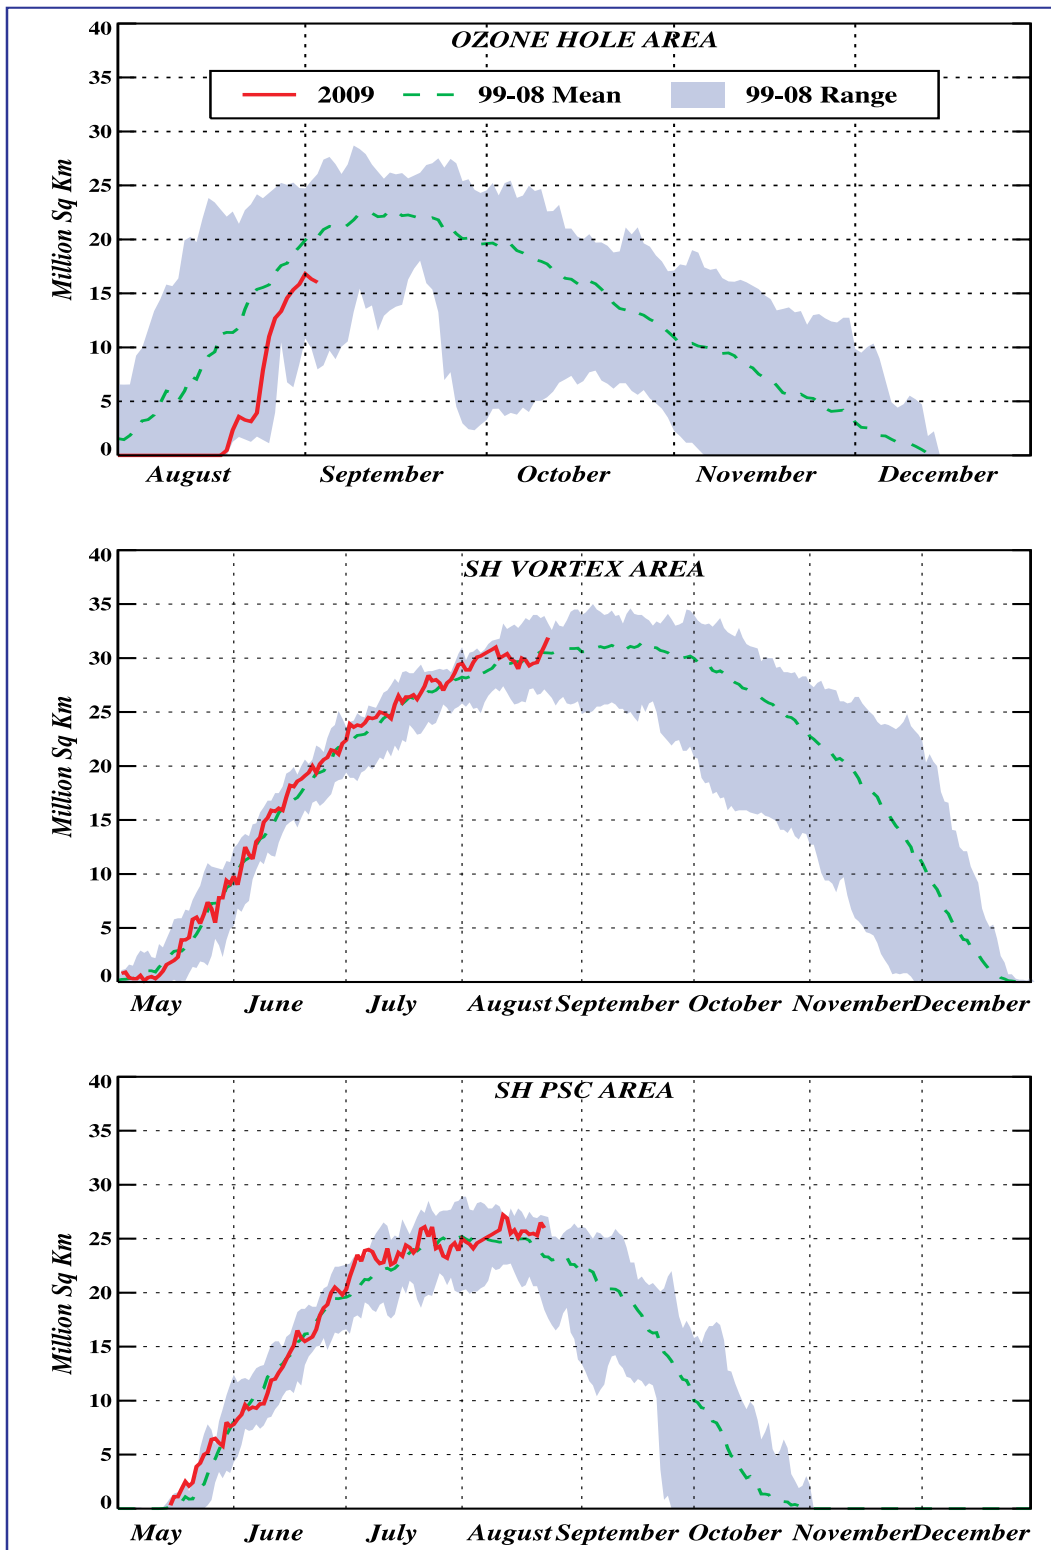 OZONE HOLE AREA
2009 99-08 Mean 99-08 Range
40
35
30
25
20
15
10
5
0
Million Sq Km
August September October November December
SH VORTEX AREA
40
35
30
25
20
15
10
5
0
Million Sq Km
May June July August September October November December
SH PSC AREA
40
35
30
25
20
15
10
5
0
Million Sq Km
May June July August September October November December